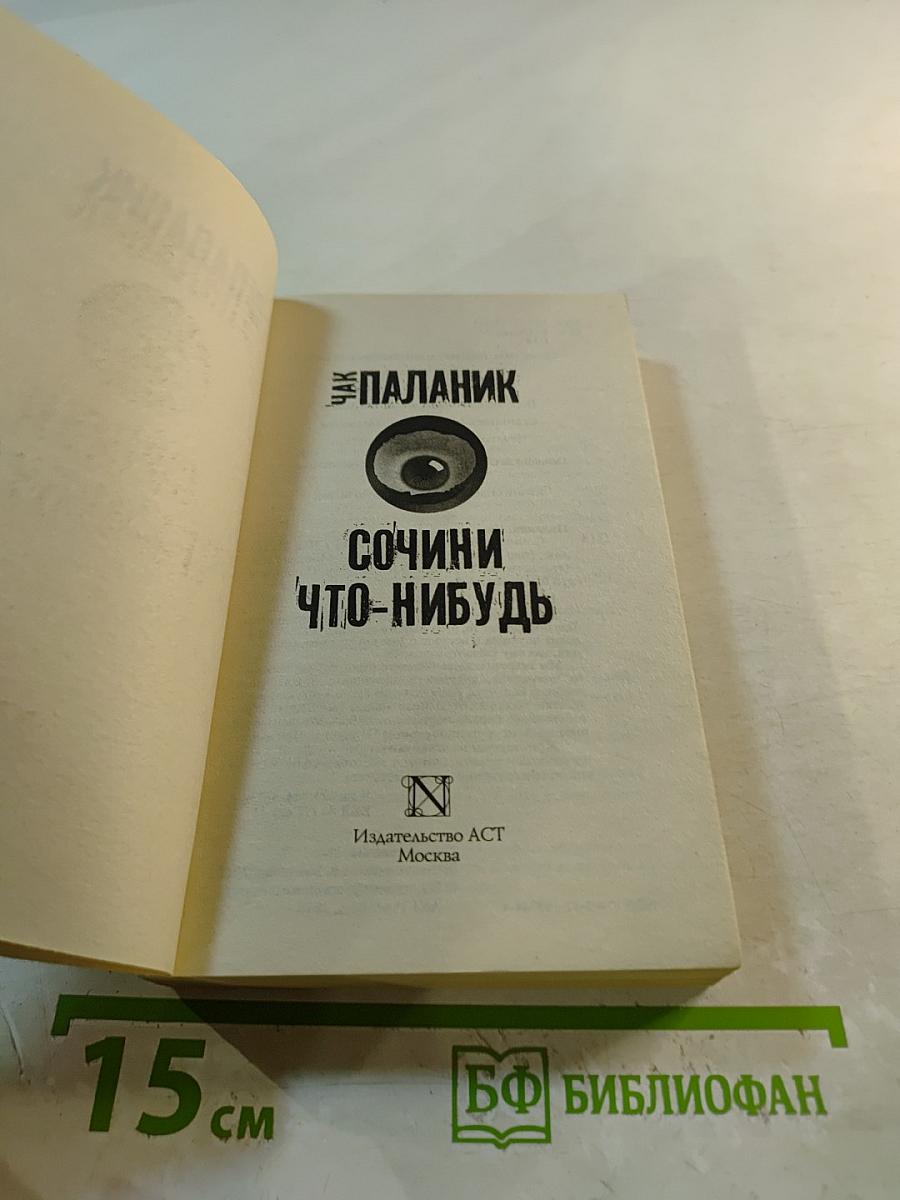 ЧАК ПАЛАНИК
СОЧИНИ
ЧТО-НИБУДЬ
N
Издательство АСТ
Москва
15 см
БФ БИБЛИОФАН